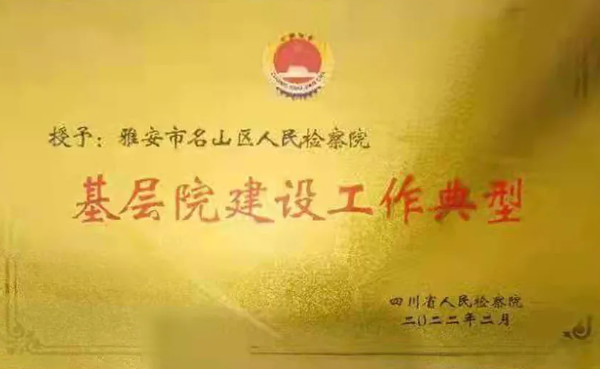 授予：雅安市名山区人民检察院
基层院建设工作典型
四川省人民检察院
二〇二二年二月